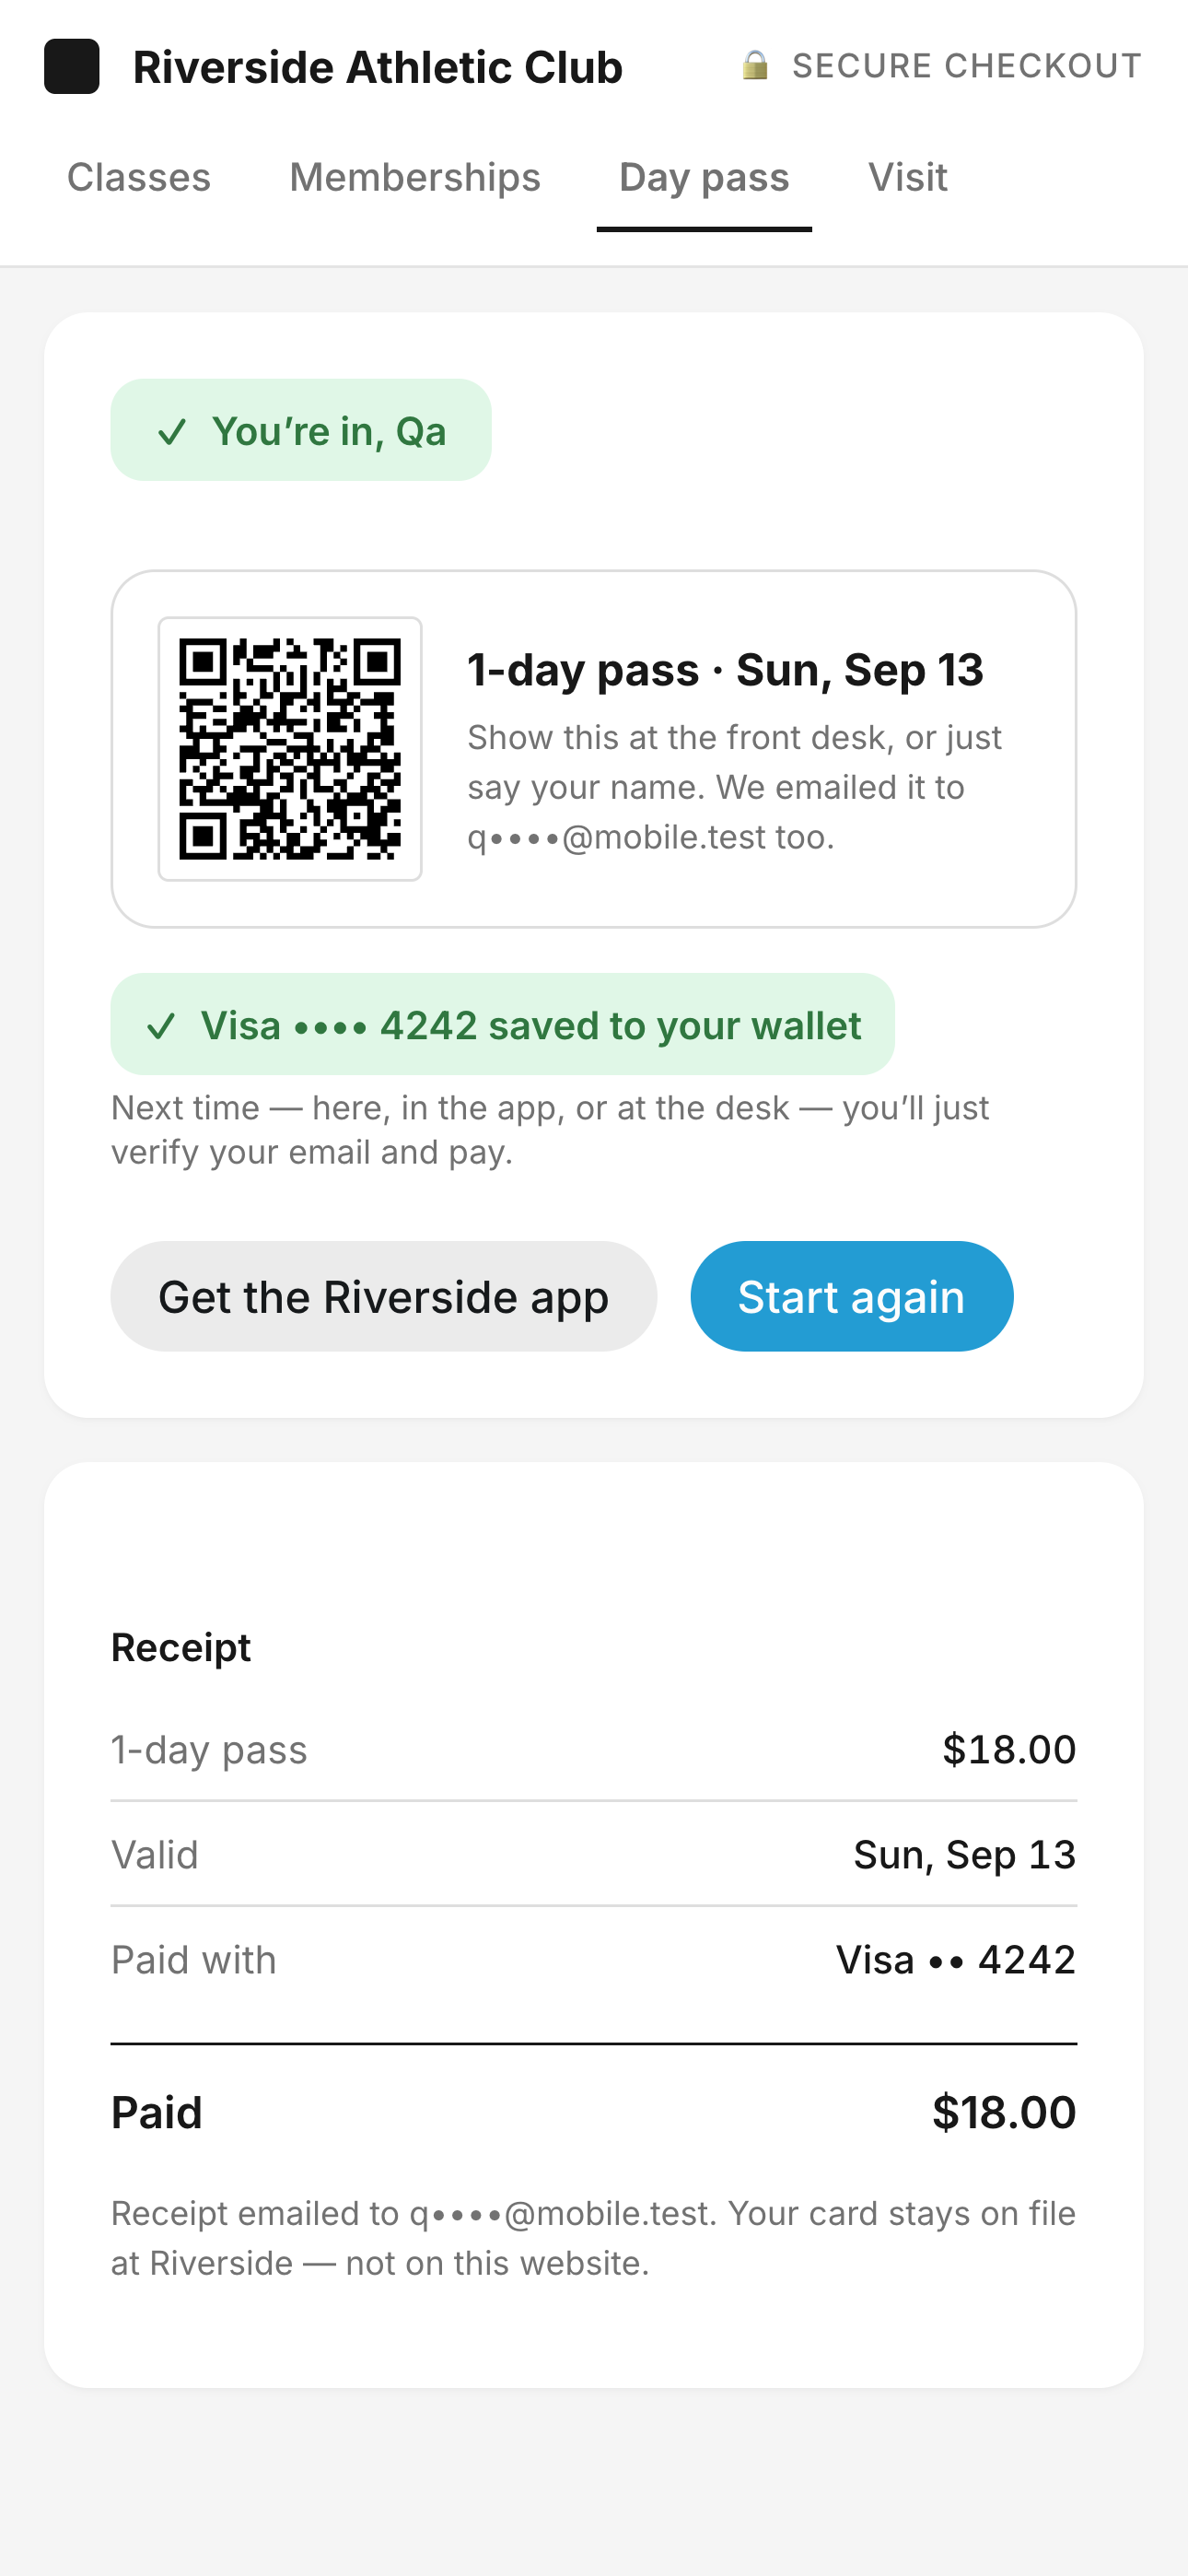 Riverside Athletic Club
🔒 SECURE CHECKOUT
Classes
Memberships
Day pass
Visit
✓ You’re in, Qa
1-day pass · Sun, Sep 13
Show this at the front desk, or just
say your name. We emailed it to
q••••@mobile.test too.
✓ Visa •••• 4242 saved to your wallet
Next time — here, in the app, or at the desk — you’ll just
verify your email and pay.
Get the Riverside app
Start again
Receipt
1-day pass $18.00
Valid Sun, Sep 13
Paid with Visa •• 4242
Paid $18.00
Receipt emailed to q••••@mobile.test. Your card stays on file
at Riverside — not on this website.